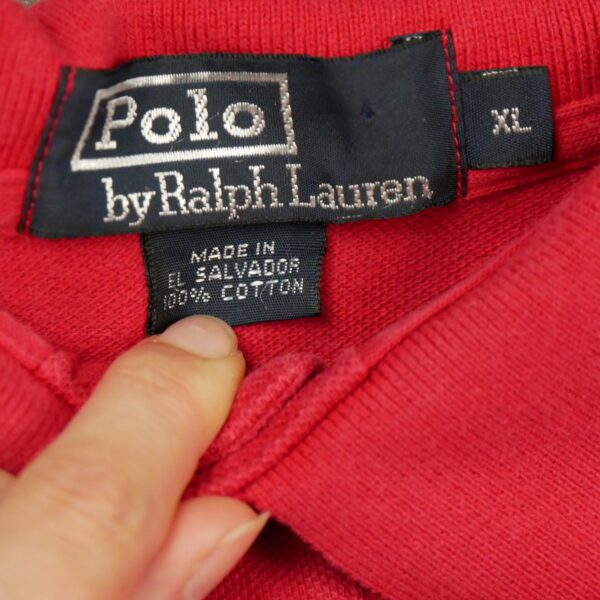 Polo
by Ralph Lauren
XL
MADE IN
EL SALVADOR
100% COTTON